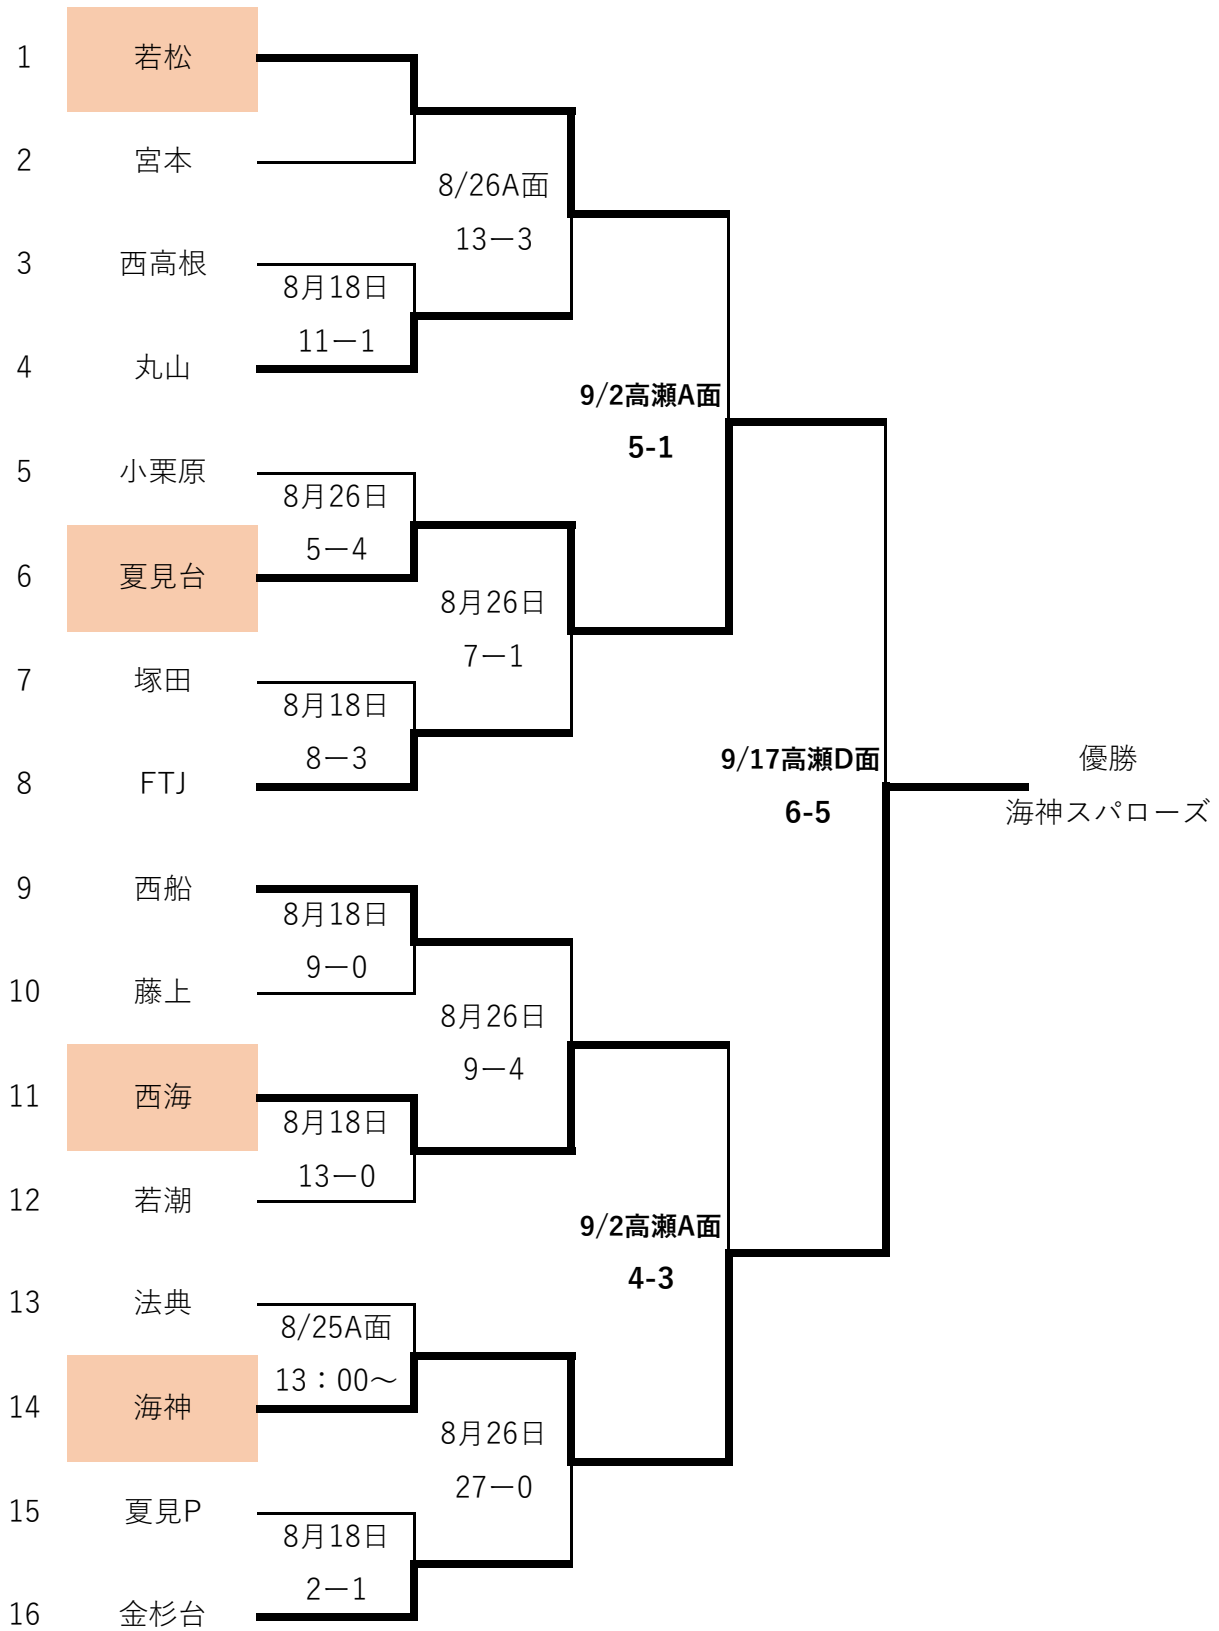 1 若松
2 宮本
8/26A面
13ー3
3 西高根
8月18日
11ー1
4 丸山
9/2高瀬A面
5-1
5 小栗原
8月26日
5ー4
6 夏見台
8月26日
7ー1
7 塚田
8月18日
8ー3
8 FTJ
9/17高瀬D面
6-5
優勝
海神スパローズ
9 西船
8月18日
9ー0
10 藤上
8月26日
9ー4
11 西海
8月18日
13ー0
12 若潮
9/2高瀬A面
4-3
13 法典
8/25A面
13：00～
14 海神
8月26日
27ー0
15 夏見P
8月18日
2ー1
16 金杉台